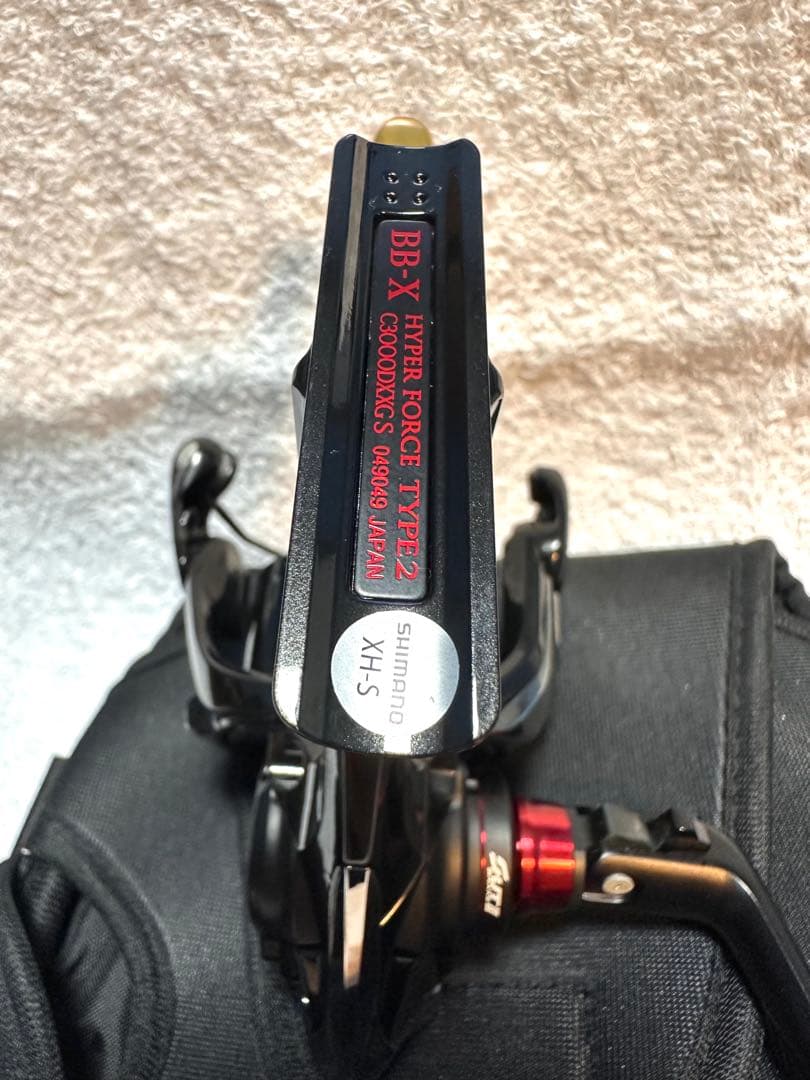 BB-X HYPER FORCE TYPE2
C3000DXXG S 049049 JAPAN
SHIMANO
XH-S